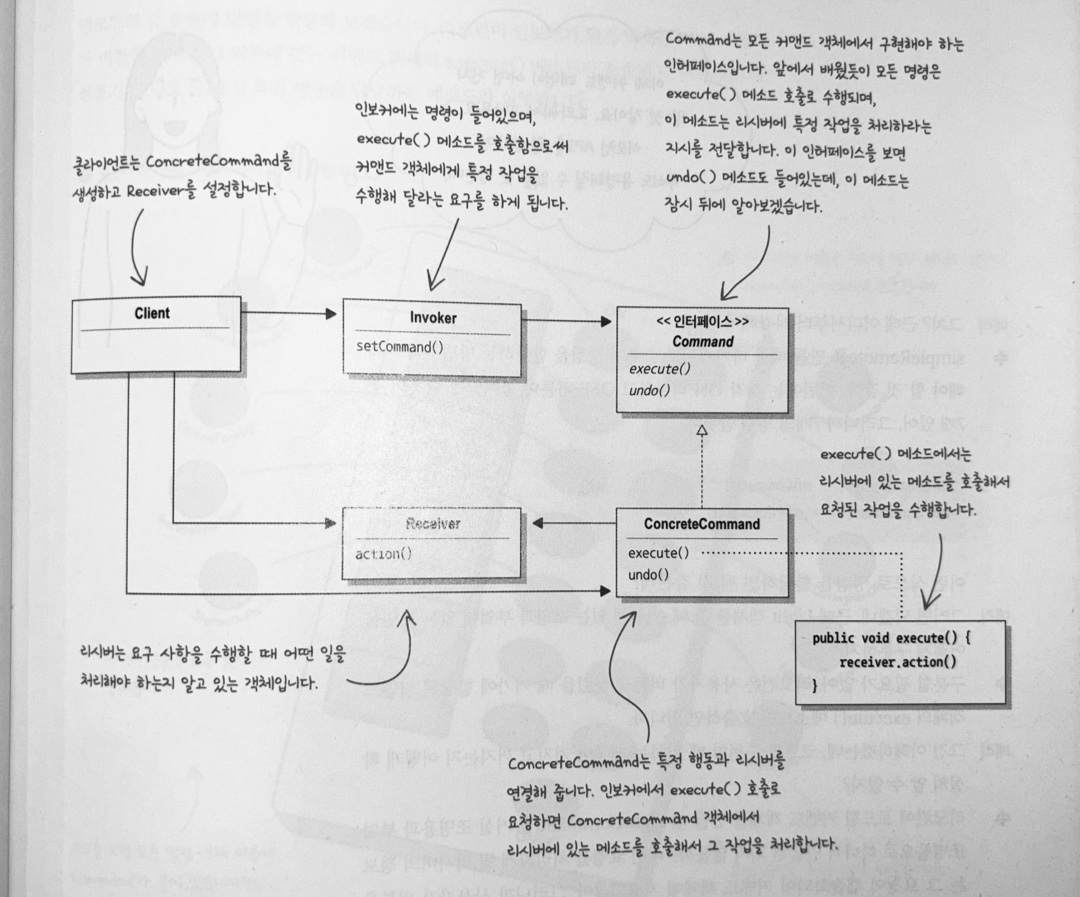 Command는 모든 커맨드 객체에서 구현해야 하는
인터페이스입니다. 앞에서 배웠듯이 모든 명령은
execute() 메소드 호출로 수행되며,
이 메소드는 리시버에 특정 작업을 처리하라는
지시를 전달합니다. 이 인터페이스를 보면
undo() 메소드도 들어있는데, 이 메소드는
잠시 뒤에 알아보겠습니다.
인보커에는 명령이 들어있으며,
execute() 메소드를 호출함으로써
커맨드 객체에게 특정 작업을
수행해 달라는 요구를 하게 됩니다.
클라이언트는 ConcreteCommand를
생성하고 Receiver를 설정합니다.
Client
Invoker
setCommand()
<< 인터페이스 >>
Command
execute()
undo()
execute() 메소드에서는
리시버에 있는 메소드를 호출해서
요청된 작업을 수행합니다.
Receiver
action()
ConcreteCommand
execute()
undo()
public void execute() {
receiver.action()
}
리시버는 요구 사항을 수행할 때 어떤 일을
처리해야 하는지 알고 있는 객체입니다.
ConcreteCommand는 특정 행동과 리시버를
연결해 줍니다. 인보커에서 execute() 호출로
요청하면 ConcreteCommand 객체에서
리시버에 있는 메소드를 호출해서 그 작업을 처리합니다.